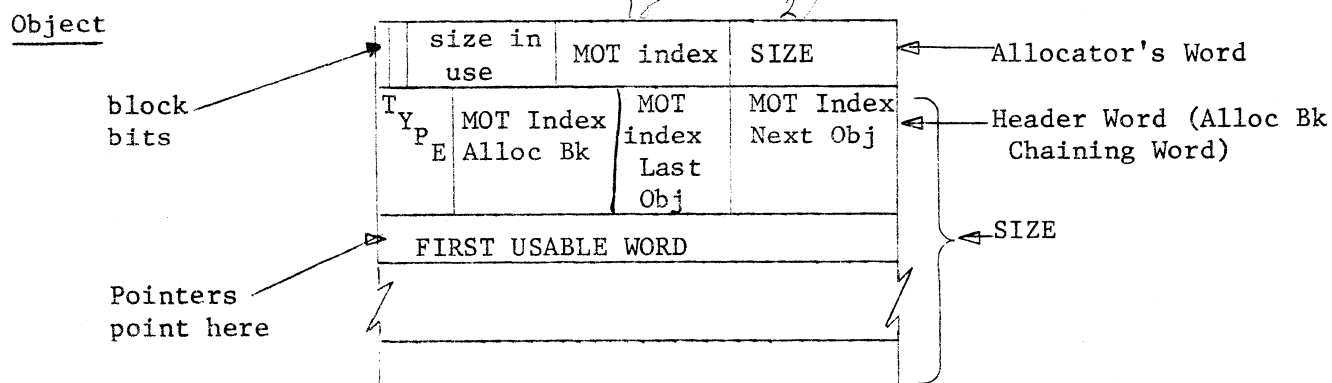 Object
size in
use
MOT index
SIZE
Allocator's Word
block
bits
TYPE
MOT Index
Alloc Bk
MOT
index
Last
Obj
MOT Index
Next Obj
Header Word (Alloc Bk
Chaining Word)
SIZE
FIRST USABLE WORD
Pointers
point here